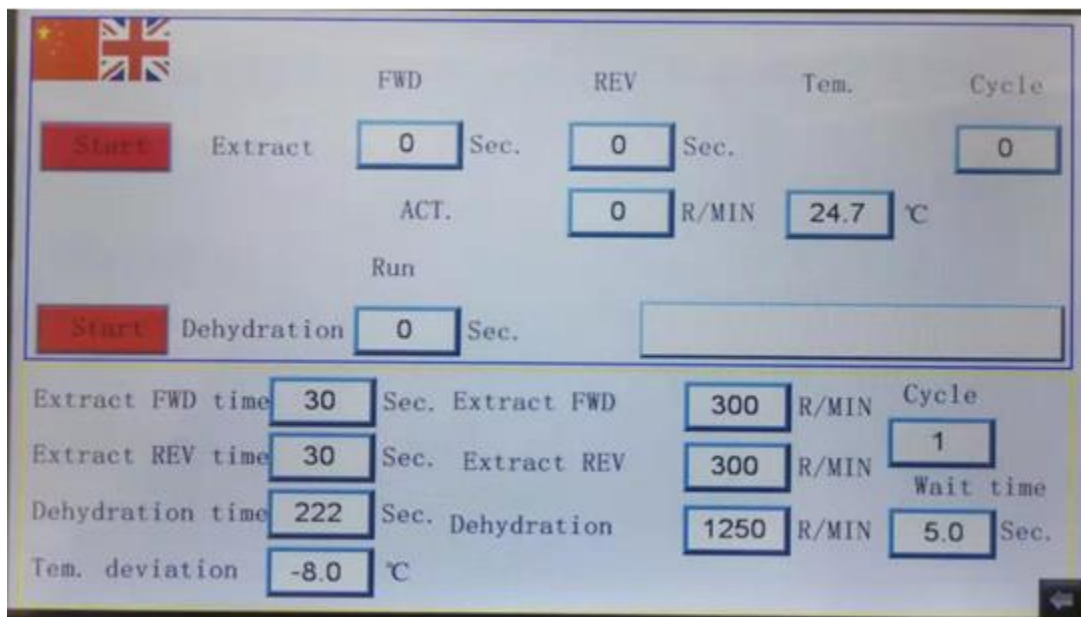 FWD REV Tem. Cycle
Start Extract 0 Sec. 0 Sec. 0
ACT. 0 R/MIN 24.7 ℃
Run
Start Dehydration 0 Sec.
Extract FWD time 30 Sec. Extract FWD 300 R/MIN Cycle
Extract REV time 30 Sec. Extract REV 300 R/MIN 1
Wait time
Dehydration time 222 Sec. Dehydration 1250 R/MIN 5.0 Sec.
Tem. deviation -8.0 ℃